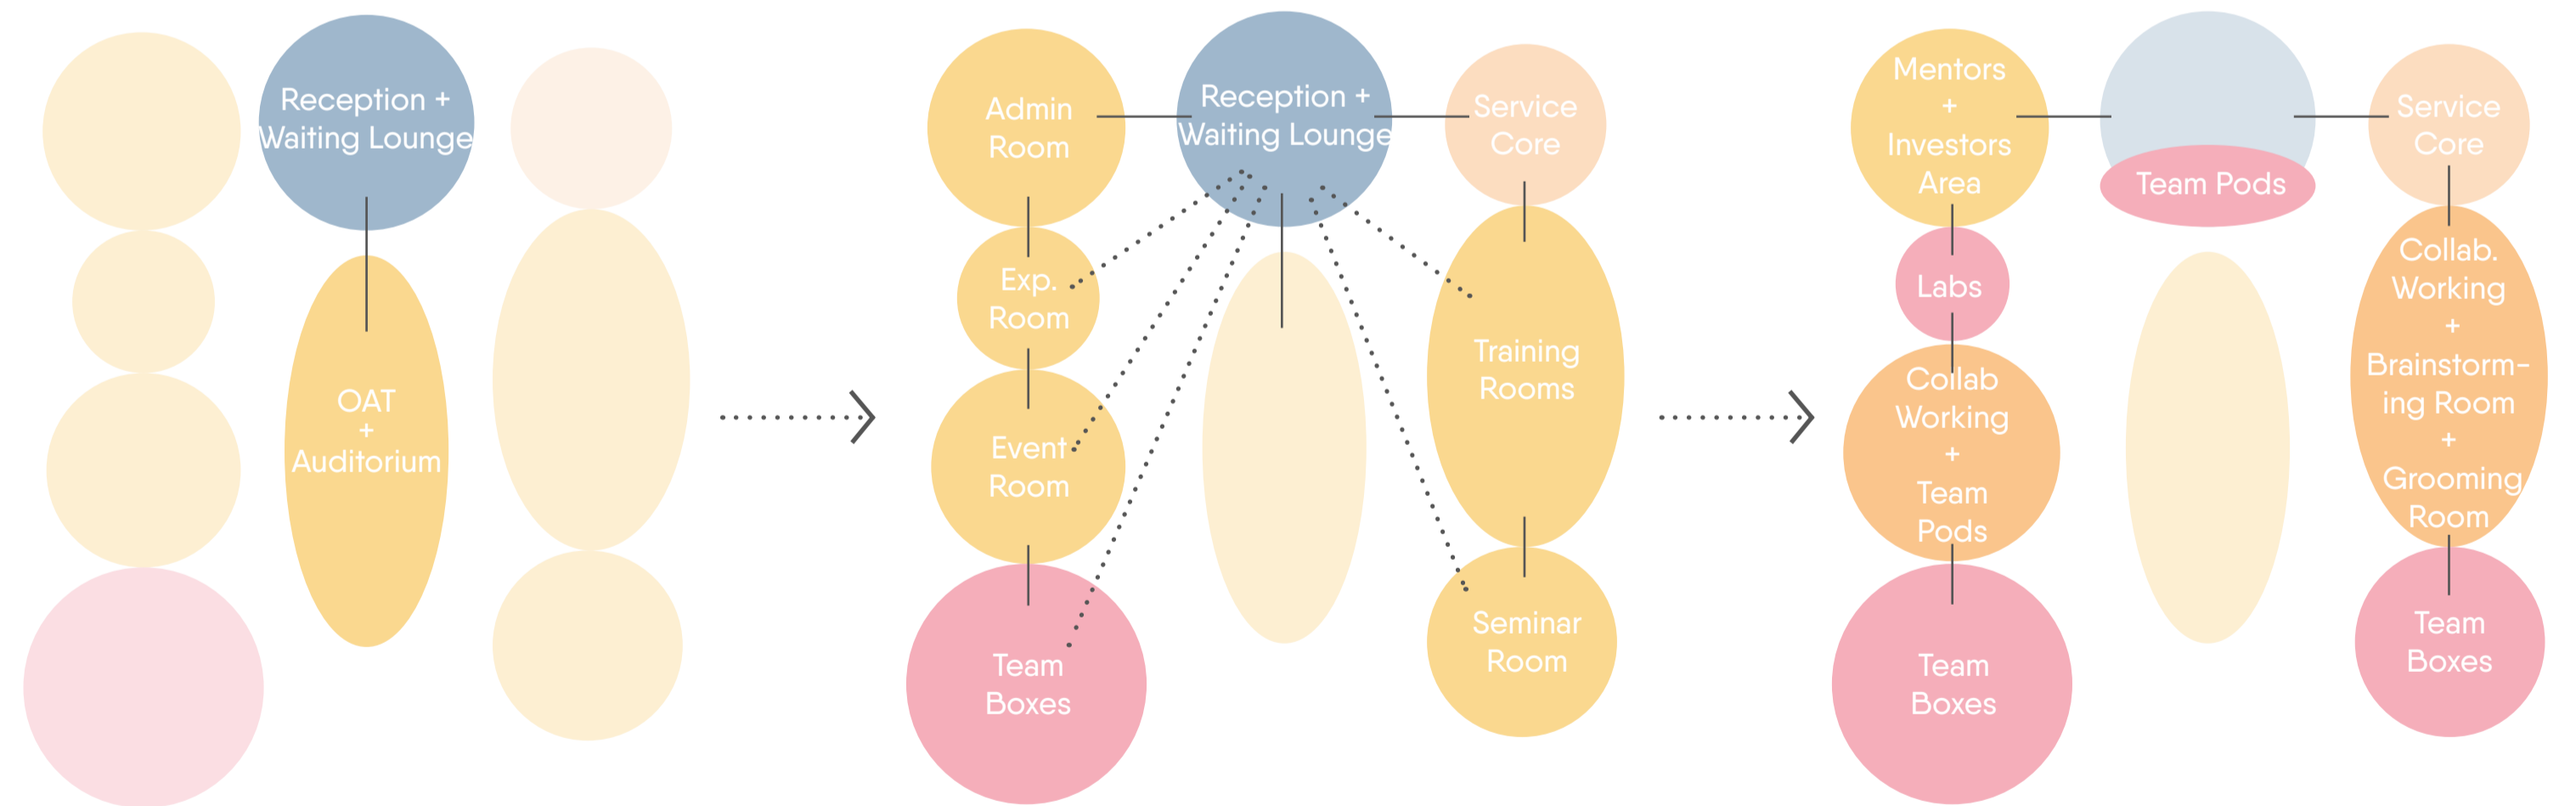 Reception +
Waiting Lounge
OAT
+
Auditorium
Admin
Room
Reception +
Waiting Lounge
Service
Core
Exp.
Room
Event
Room
Training
Rooms
Team
Boxes
Seminar
Room
Mentors
+
Investors
Area
Team Pods
Service
Core
Labs
Collab
Working
+
Team
Pods
Collab.
Working
+
Brainstorm-
ing Room
+
Grooming
Room
Team
Boxes
Team
Boxes